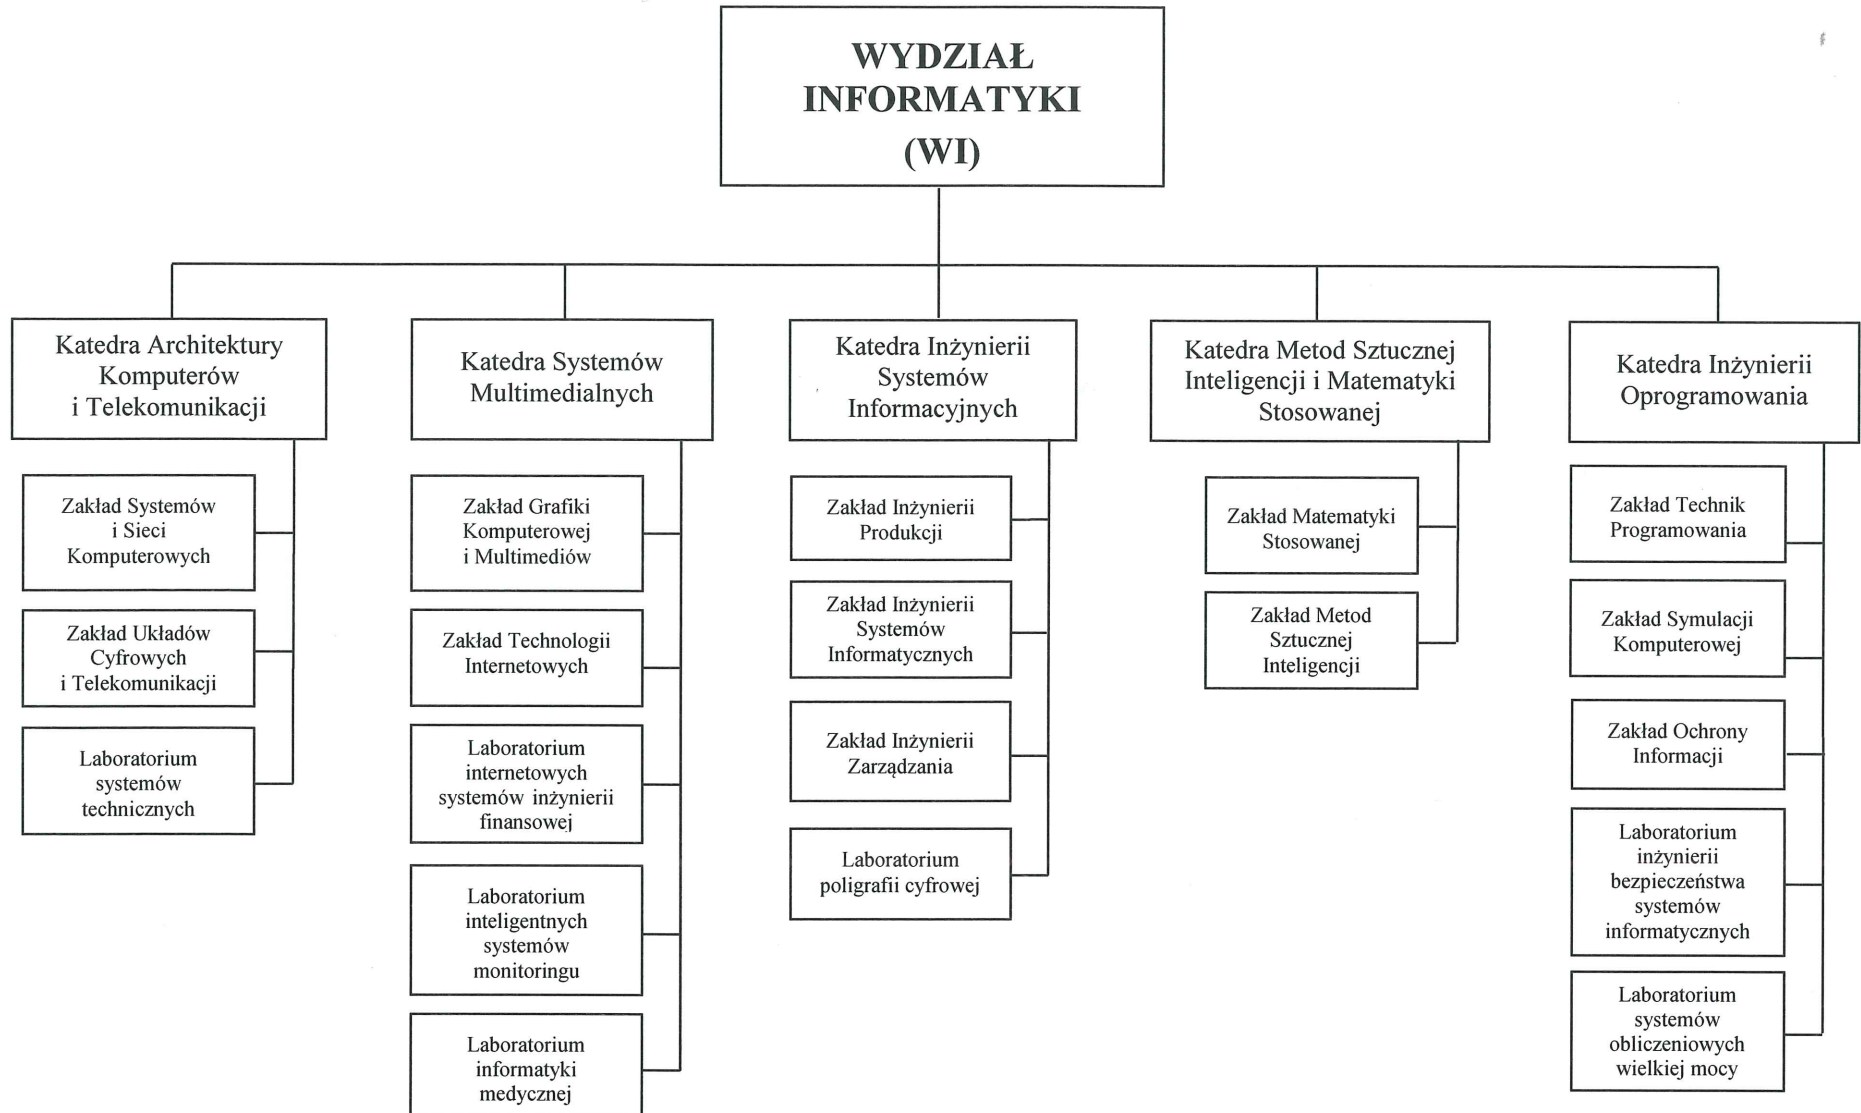 WYDZIAŁ
INFORMATYKI
(WI)
Katedra Architektury
Komputerów
i Telekomunikacji
Zakład Systemów
i Sieci
Komputerowych
Zakład Układów
Cyfrowych
i Telekomunikacji
Laboratorium
systemów
technicznych
Katedra Systemów
Multimedialnych
Zakład Grafiki
Komputerowej
i Multimediów
Zakład Technologii
Internetowych
Laboratorium
internetowych
systemów inżynierii
finansowej
Laboratorium
inteligentnych
systemów
monitoringu
Laboratorium
informatyki
medycznej
Katedra Inżynierii
Systemów
Informacyjnych
Zakład Inżynierii
Produkcji
Zakład Inżynierii
Systemów
Informatycznych
Zakład Inżynierii
Zarządzania
Laboratorium
poligrafii cyfrowej
Katedra Metod Sztucznej
Inteligencji i Matematyki
Stosowanej
Zakład Matematyki
Stosowanej
Zakład Metod
Sztucznej
Inteligencji
Katedra Inżynierii
Oprogramowania
Zakład Technik
Programowania
Zakład Symulacji
Komputerowej
Zakład Ochrony
Informacji
Laboratorium
inżynierii
bezpieczeństwa
systemów
informatycznych
Laboratorium
systemów
obliczeniowych
wielkiej mocy